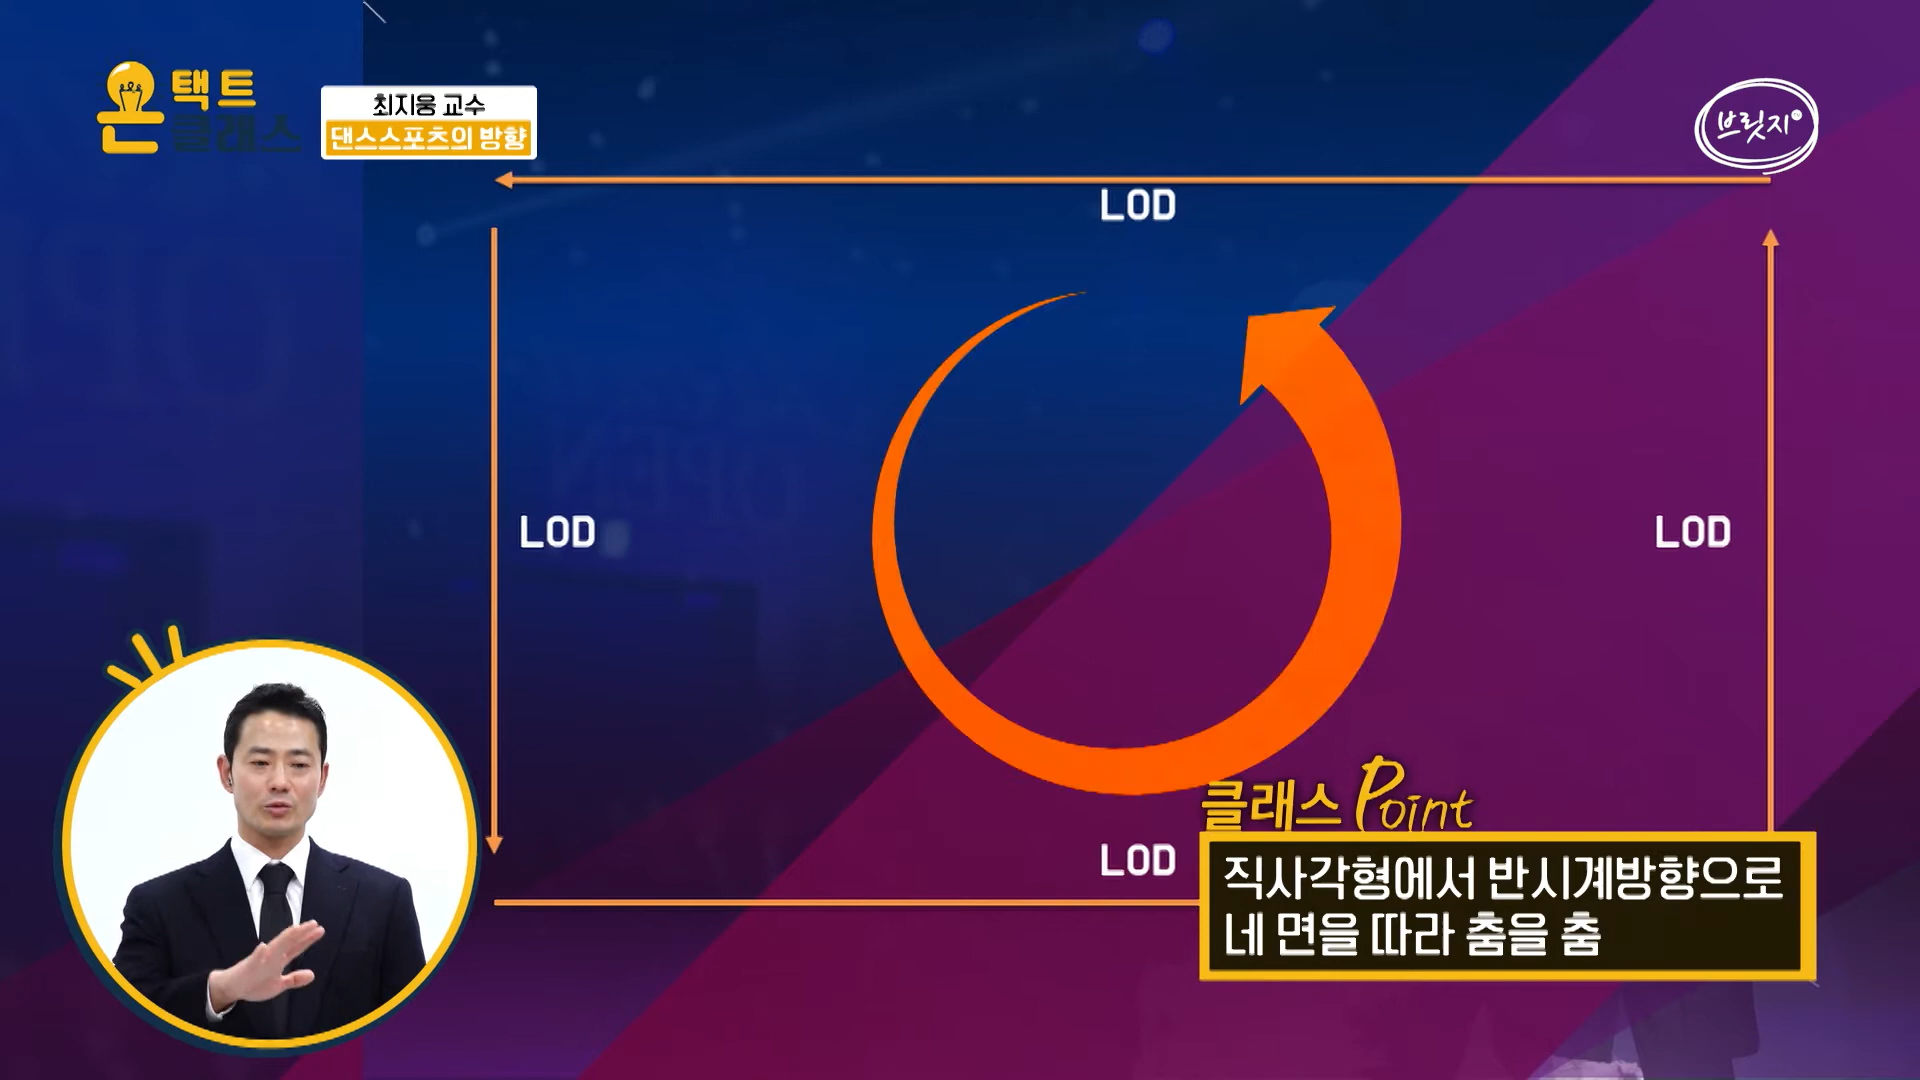 온택트
클래스
최지웅 교수
댄스스포츠의 방향
브릿지
LOD
LOD
LOD
LOD
OPEN
클래스 Point
직사각형에서 반시계방향으로
네 면을 따라 춤을 춤